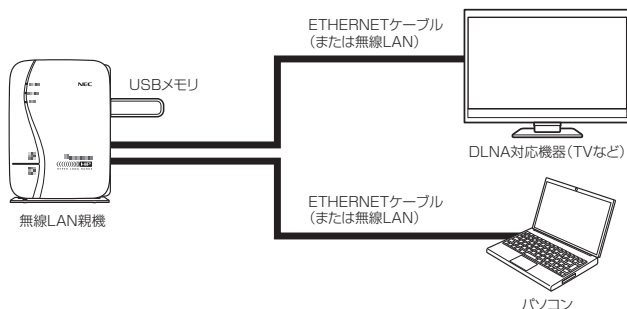 ETHERNETケーブル
（または無線LAN）
NEC
USBメモリ
DLNA対応機器（TVなど）
HYPER LONG RANGE
無線LAN親機
ETHERNETケーブル
（または無線LAN）
パソコン